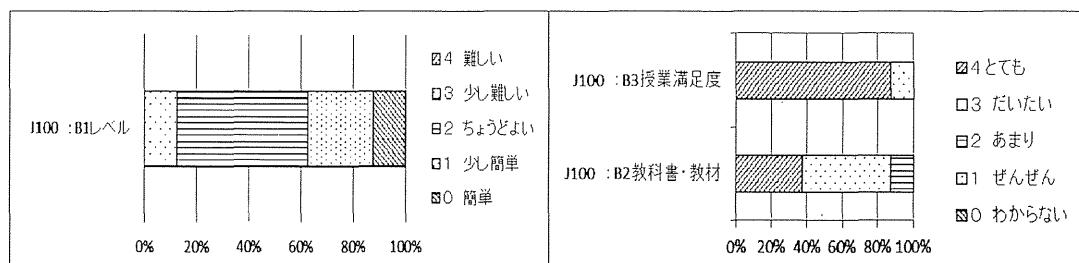 J100 :B1レベル
0% 20% 40% 60% 80% 100%
4 難しい
3 少し難しい
2 ちょうどよい
1 少し簡単
0 簡単
J100 :B3授業満足度
J100 :B2教科書・教材
0% 20% 40% 60% 80% 100%
4 とても
3 だいたい
2 あまり
1 ぜんぜん
0 わからない